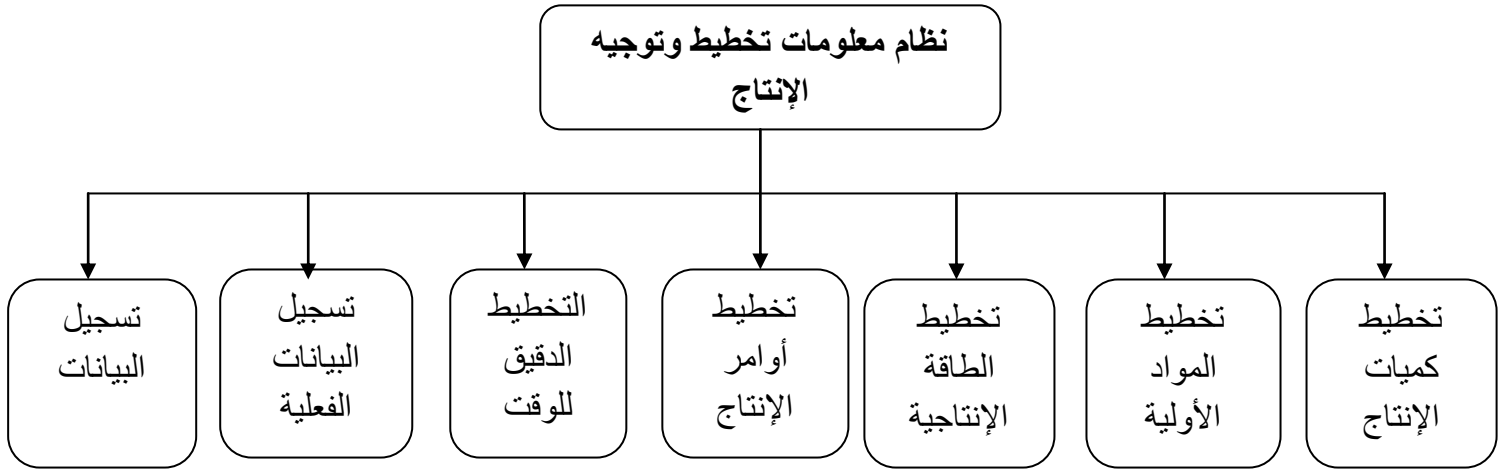 نظام معلومات تخطيط وتوجيه
الإنتاج
تخطيط
كميات
الإنتاج
تخطيط
المواد
الأولية
تخطيط
الطاقة
الإنتاجية
تخطيط
أوامر
الإنتاج
التخطيط
الدقيق
للوقت
تسجيل
البيانات
الفعلية
تسجيل
البيانات